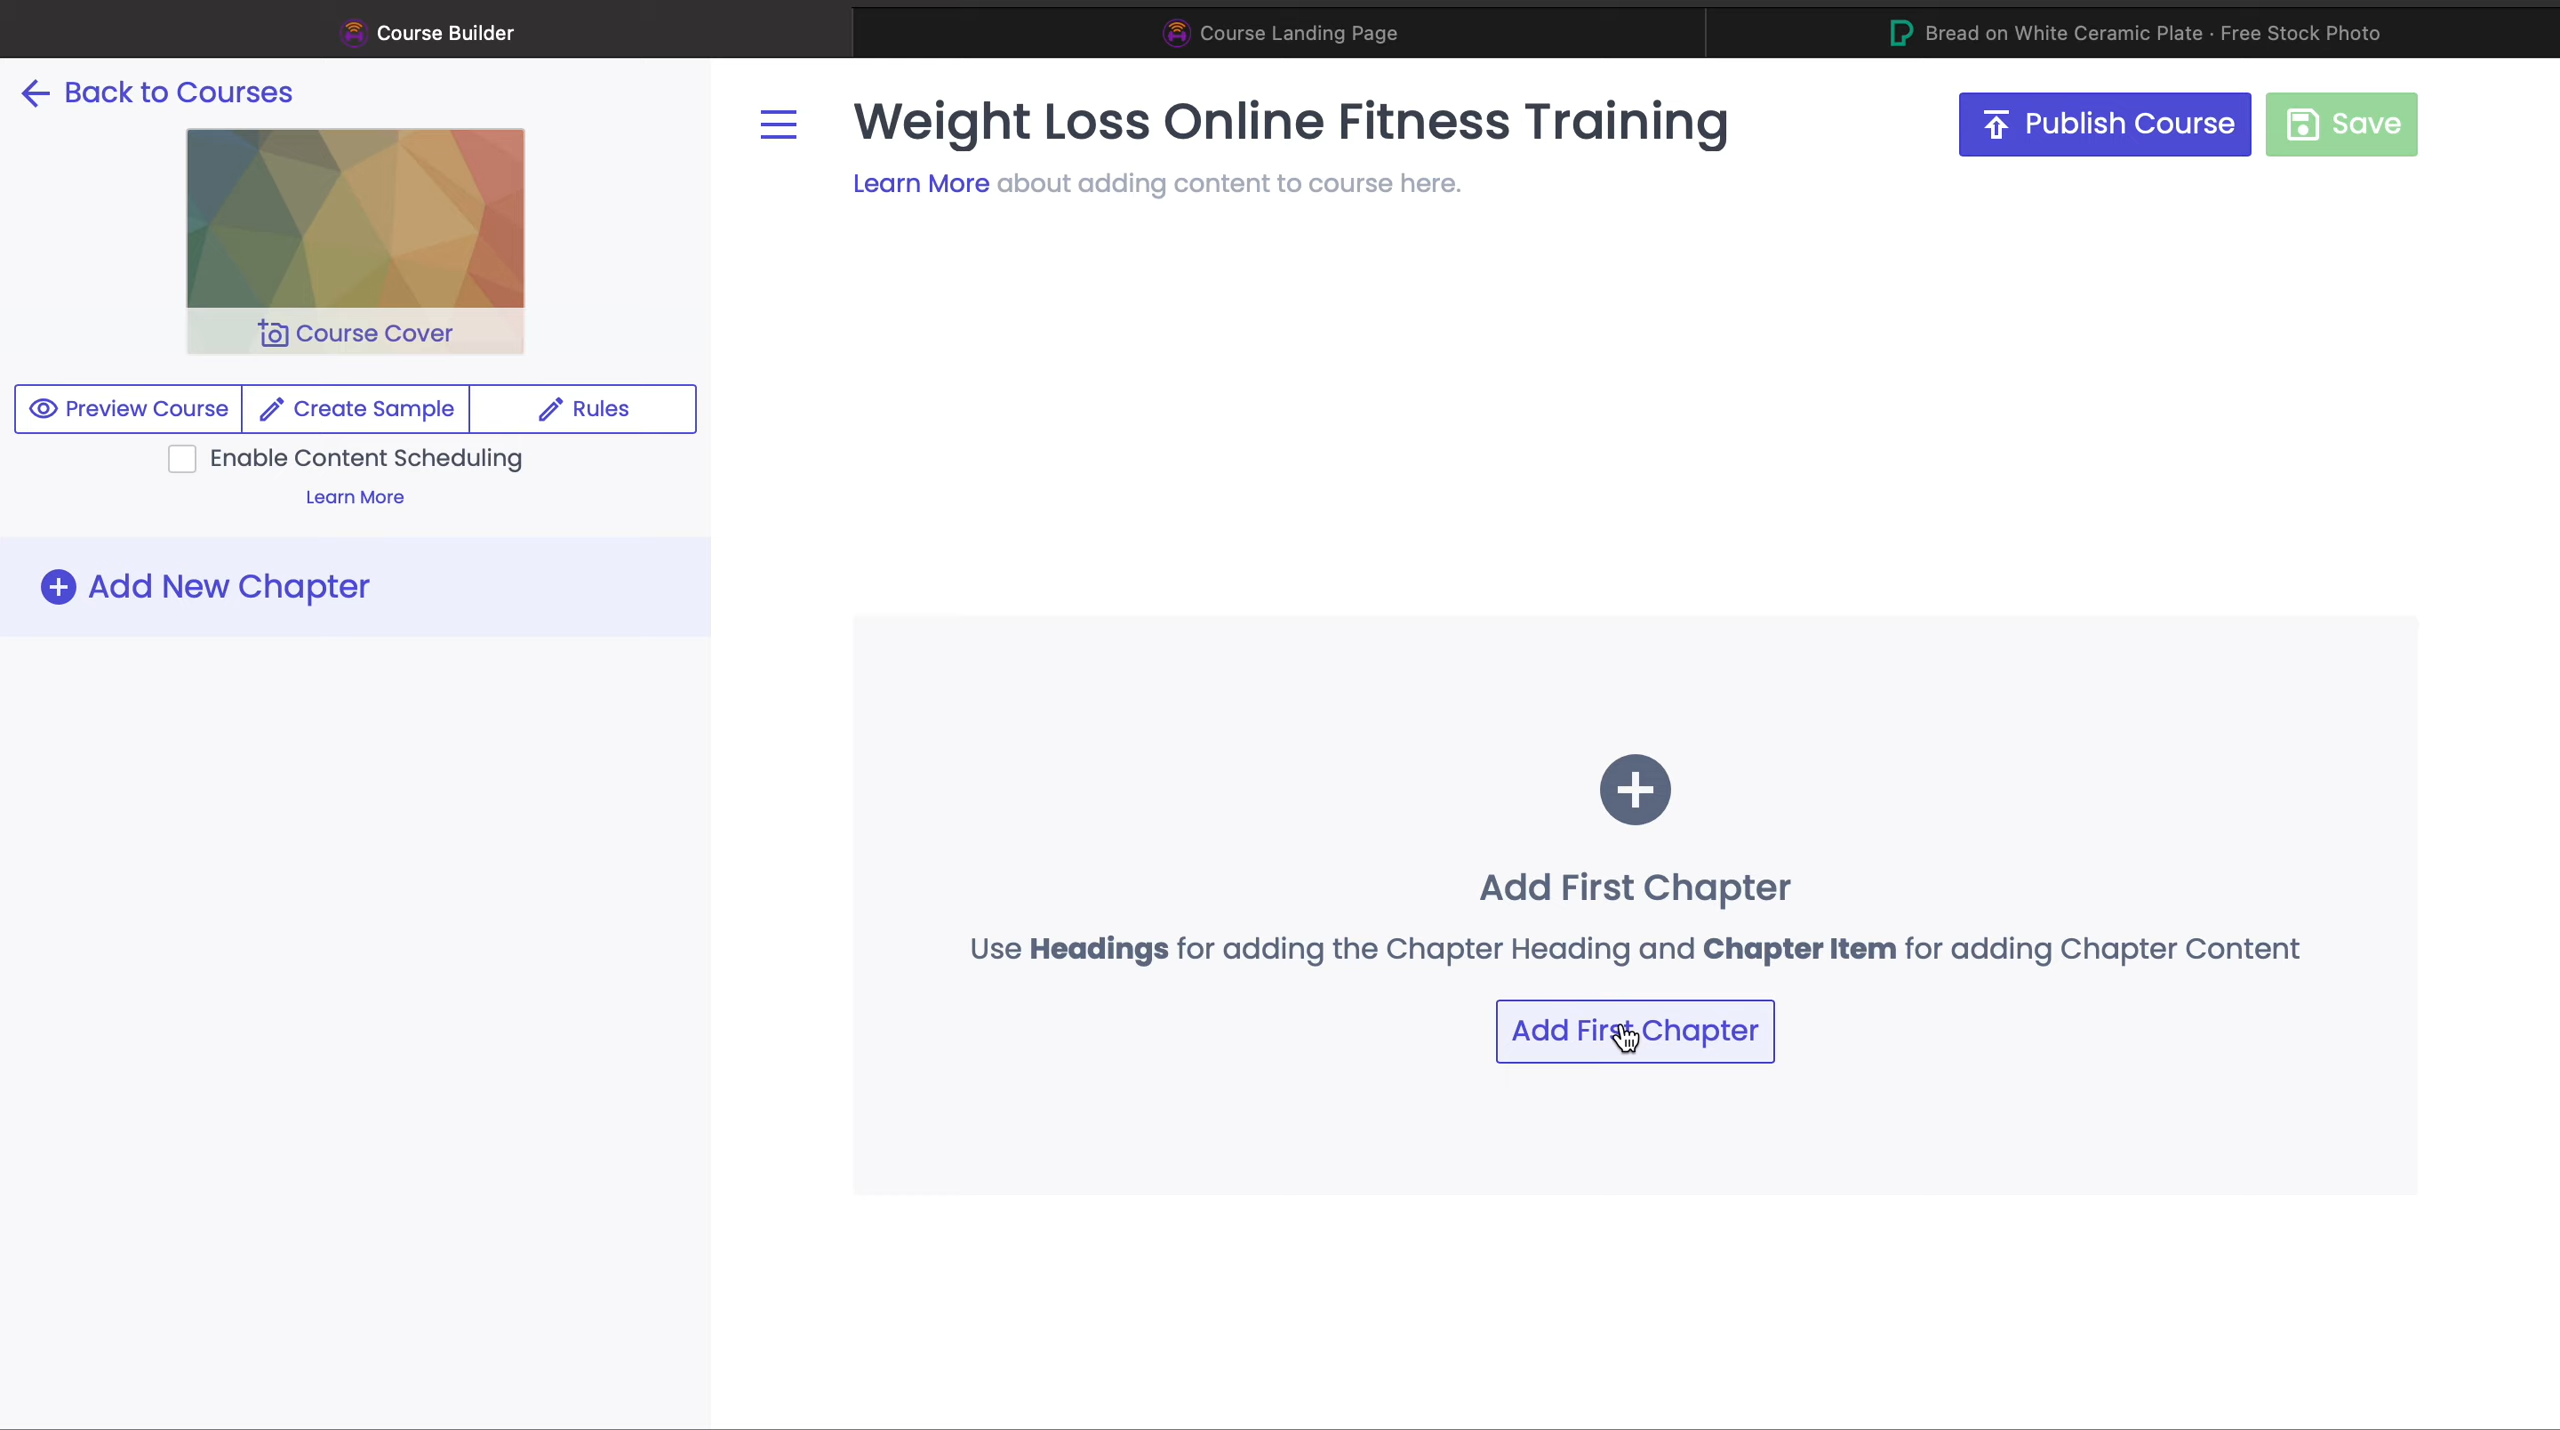 Course Builder
Course Landing Page
Bread on White Ceramic Plate · Free Stock Photo
Back to Courses
Course Cover
Preview Course
Create Sample
Rules
Enable Content Scheduling
Learn More
Add New Chapter
Weight Loss Online Fitness Training
Learn More about adding content to course here.
Publish Course
Save
Add First Chapter
Use Headings for adding the Chapter Heading and Chapter Item for adding Chapter Content
Add First Chapter